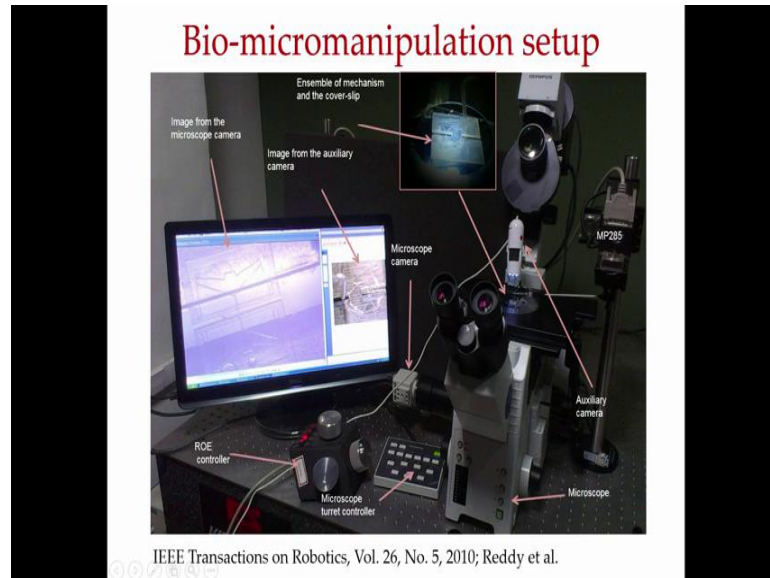 Bio-micromanipulation setup
Ensemble of mechanism
and the cover-slip
OLYMPUS
Image from the
microscope camera
Image from the auxiliary
camera
MP285
Microscope
camera
Auxiliary
camera
ROE
controller
Microscope
turret controller
Microscope
IEEE Transactions on Robotics, Vol. 26, No. 5, 2010; Reddy et al.